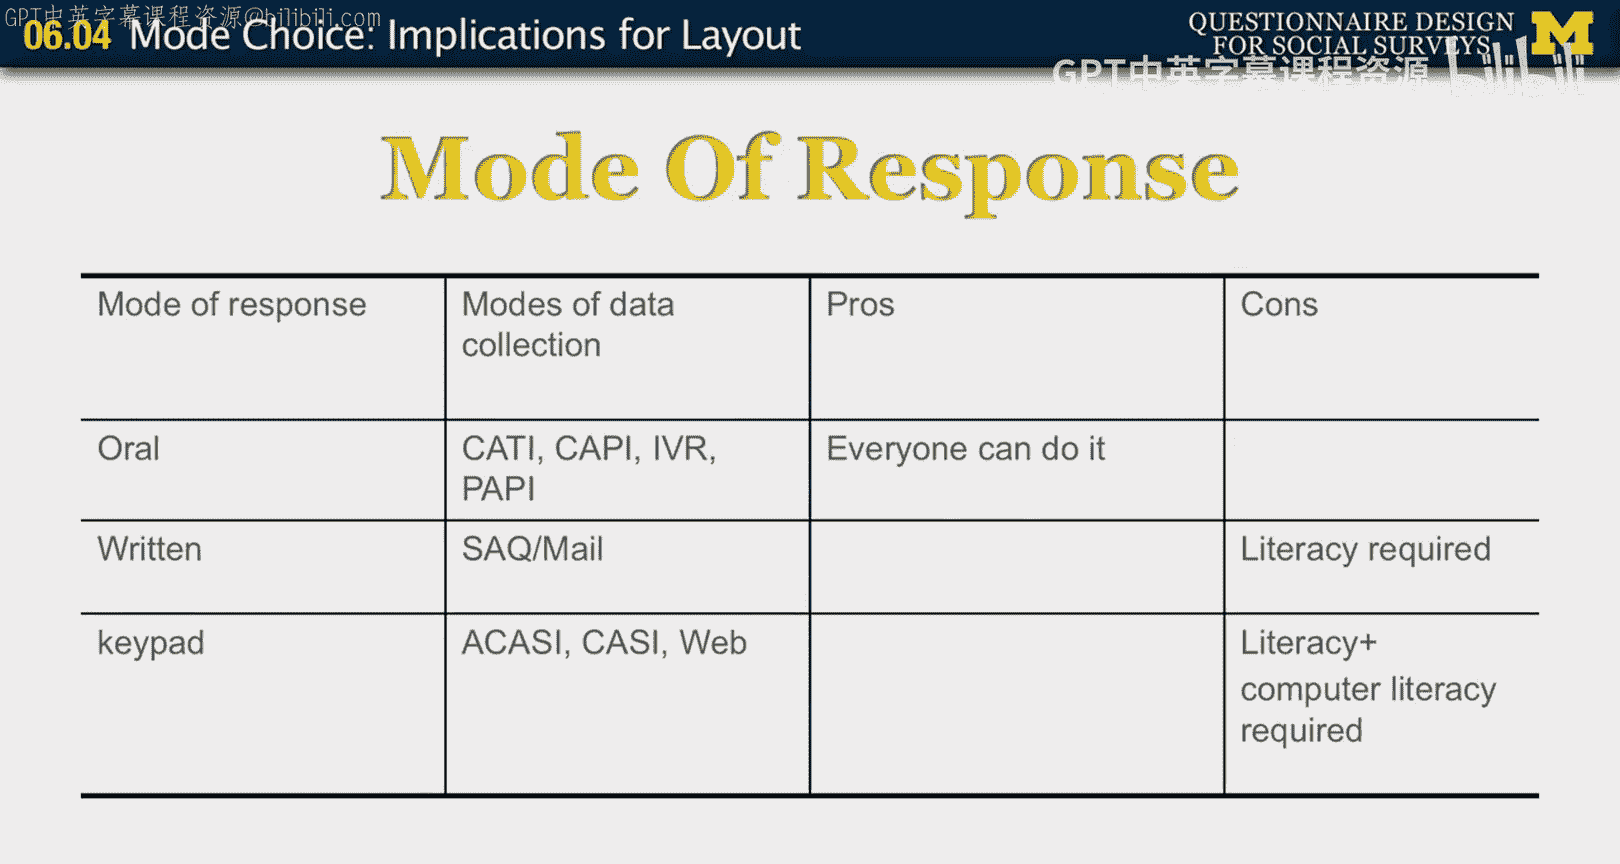 GPT中英字幕课程资源@bilibili.com
06.04 Mode Choice: Implications for Layout
QUESTIONNAIRE DESIGN
FOR SOCIAL SURVEYS
M
GPT中英字幕课程资源 bilibili
Mode Of Response
Mode of response
Modes of data
collection
Pros
Cons
Oral
CATI, CAPI, IVR,
PAPI
Everyone can do it
Written
SAQ/Mail
Literacy required
keypad
ACASI, CASI, Web
Literacy+
computer literacy
required